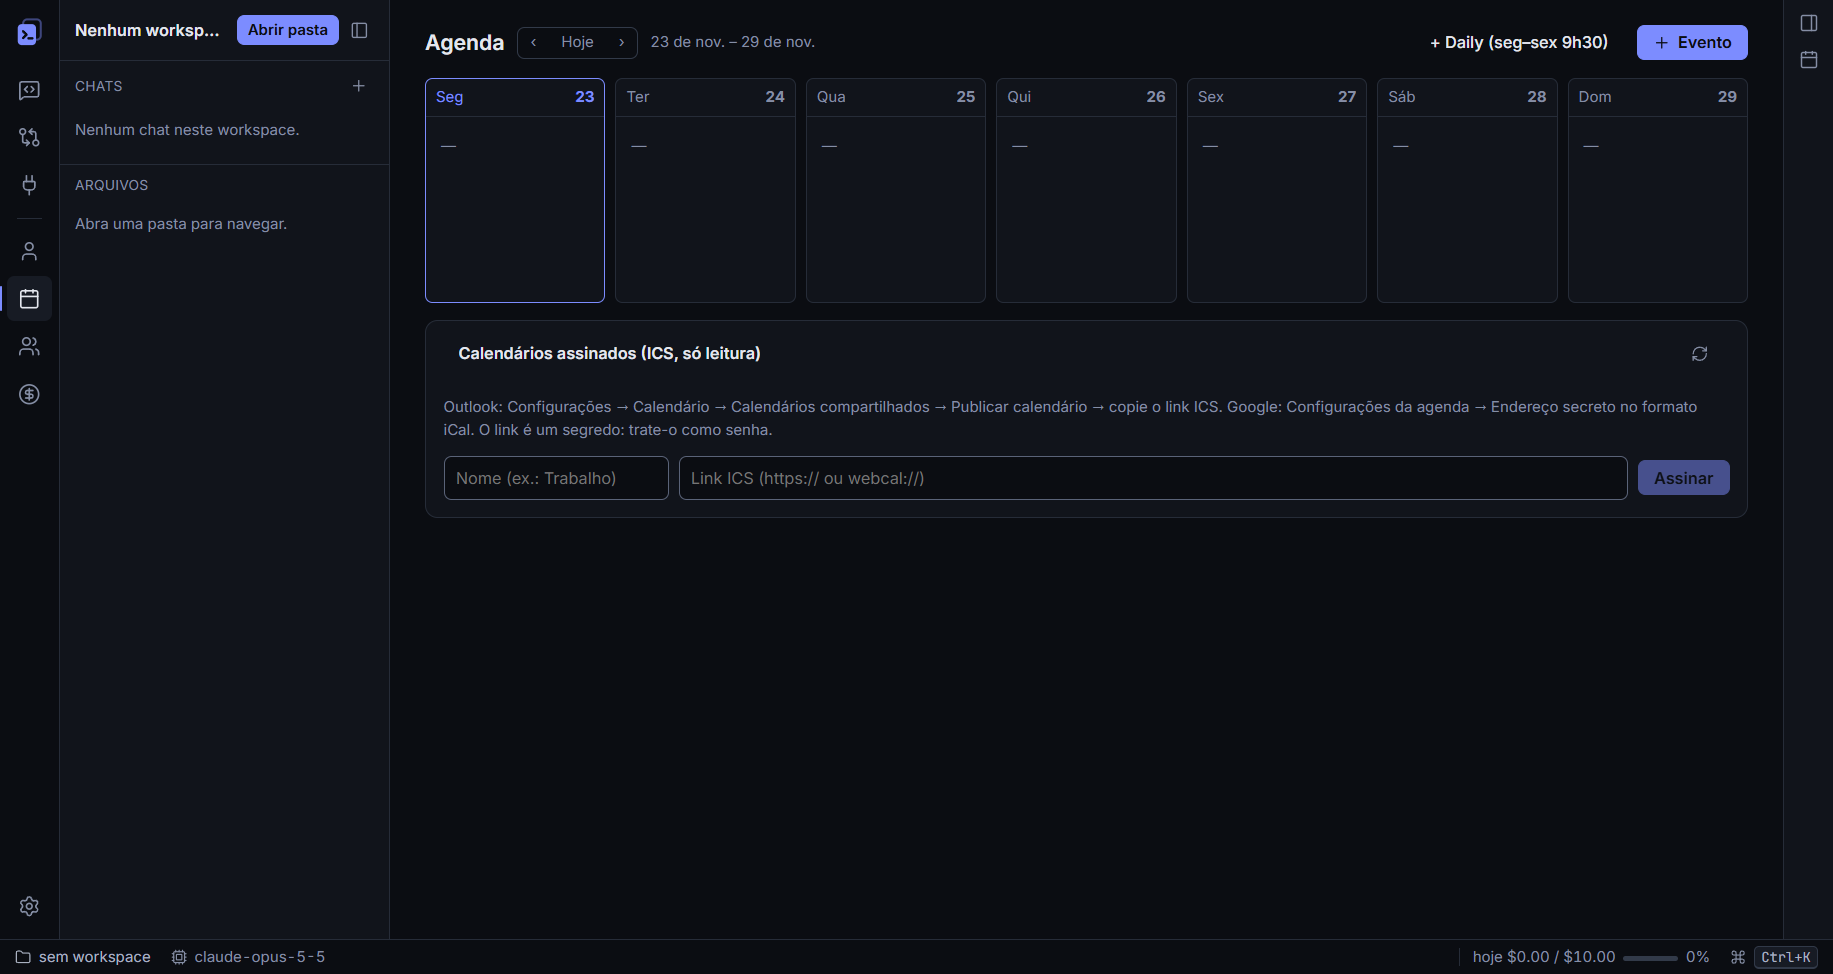 Nenhum worksp...
Abrir pasta
CHATS
Nenhum chat neste workspace.
ARQUIVOS
Abra uma pasta para navegar.
Agenda
‹ Hoje ›
23 de nov. – 29 de nov.
+ Daily (seg–sex 9h30)
+ Evento
Seg 23
Ter 24
Qua 25
Qui 26
Sex 27
Sáb 28
Dom 29
— — — — — — —
Calendários assinados (ICS, só leitura)
Outlook: Configurações → Calendário → Calendários compartilhados → Publicar calendário → copie o link ICS. Google: Configurações da agenda → Endereço secreto no formato
iCal. O link é um segredo: trate-o como senha.
Nome (ex.: Trabalho)
Link ICS (https:// ou webcal://)
Assinar
sem workspace
claude-opus-5-5
hoje $0.00 / $10.00
0%
⌘ Ctrl+K